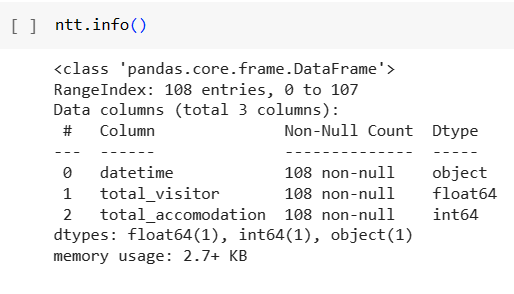 [ ] ntt.info()
<class 'pandas.core.frame.DataFrame'>
RangeIndex: 108 entries, 0 to 107
Data columns (total 3 columns):
 #   Column             Non-Null Count  Dtype  
---  ------             --------------  -----  
 0   datetime           108 non-null    object 
 1   total_visitor      108 non-null    float64
 2   total_accomodation  108 non-null    int64  
dtypes: float64(1), int64(1), object(1)
memory usage: 2.7+ KB